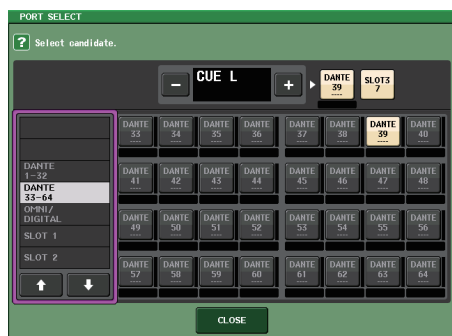 PORT SELECT
? Select candidate.
− CUE L + DANTE 39 ---- SLOT3 7
DANTE 33 ---- DANTE 34 ---- DANTE 35 ---- DANTE 36 ---- DANTE 37 ---- DANTE 38 ---- DANTE 39 ---- DANTE 40 ----
DANTE 1-32
DANTE 41 ---- DANTE 42 ---- DANTE 43 ---- DANTE 44 ---- DANTE 45 ---- DANTE 46 ---- DANTE 47 ---- DANTE 48 ----
DANTE 33-64
OMNI/ DIGITAL
DANTE 49 ---- DANTE 50 ---- DANTE 51 ---- DANTE 52 ---- DANTE 53 ---- DANTE 54 ---- DANTE 55 ---- DANTE 56 ----
SLOT 1
SLOT 2
DANTE 57 ---- DANTE 58 ---- DANTE 59 ---- DANTE 60 ---- DANTE 61 ---- DANTE 62 ---- DANTE 63 ---- DANTE 64 ----
CLOSE